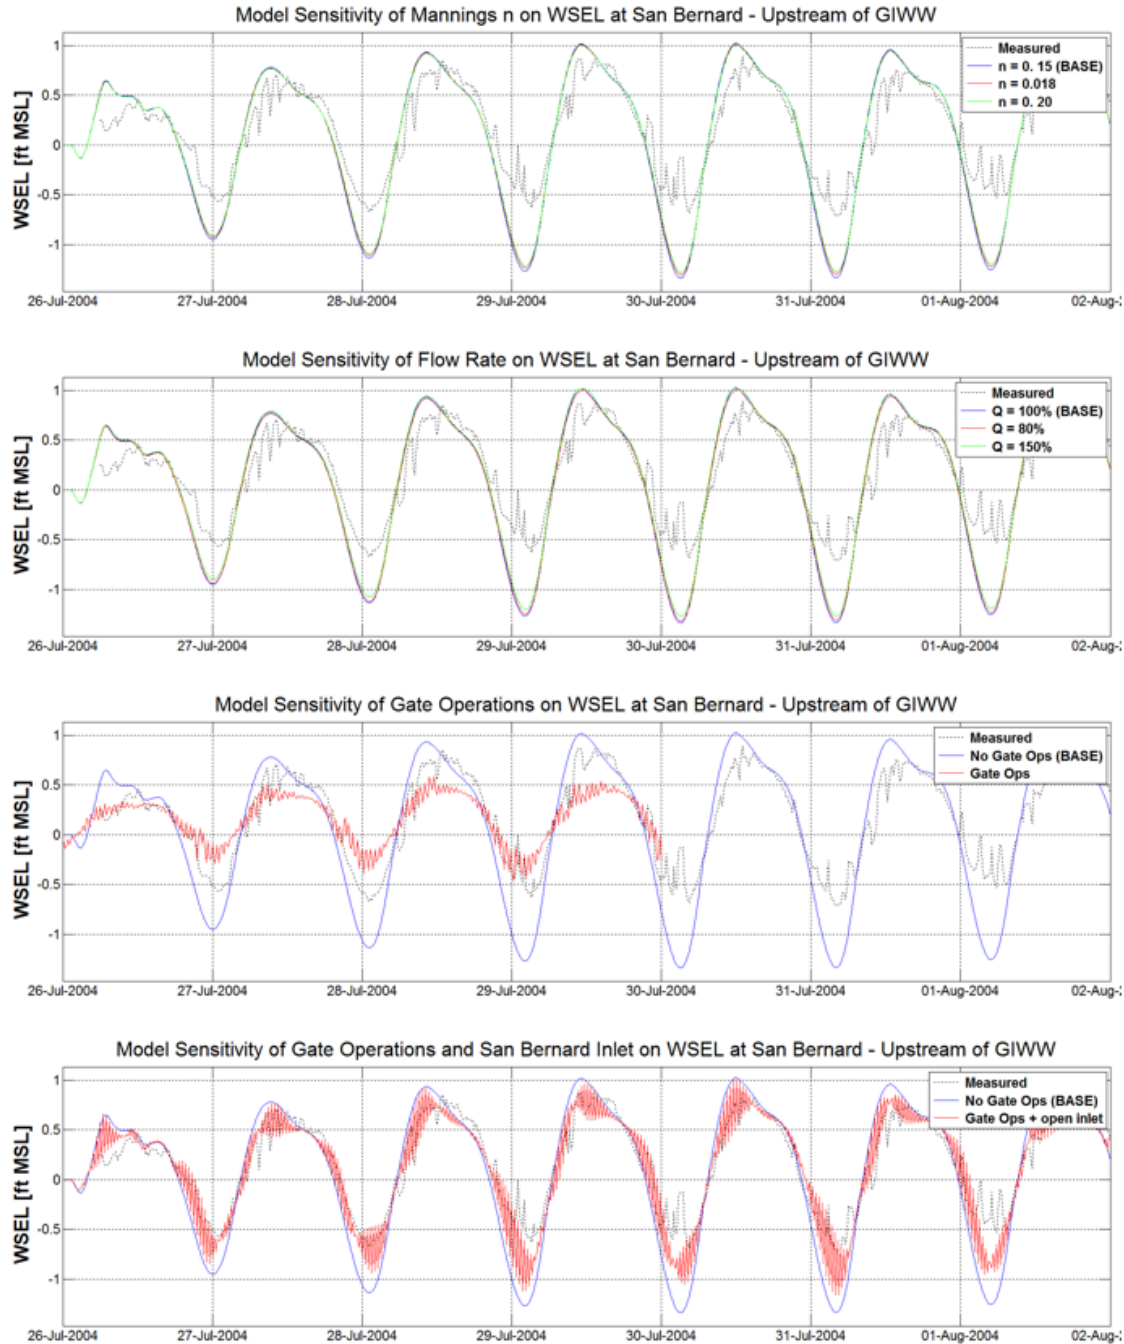 Model Sensitivity of Mannings n on WSEL at San Bernard - Upstream of GIWW
WSEL [ft MSL]
1
0.5
0
-0.5
-1
Measured
n = 0. 15 (BASE)
n = 0.018
n = 0. 20
26-Jul-2004 27-Jul-2004 28-Jul-2004 29-Jul-2004 30-Jul-2004 31-Jul-2004 01-Aug-2004 02-Aug-
Model Sensitivity of Flow Rate on WSEL at San Bernard - Upstream of GIWW
WSEL [ft MSL]
1
0.5
0
-0.5
-1
Measured
Q = 100% (BASE)
Q = 80%
Q = 150%
26-Jul-2004 27-Jul-2004 28-Jul-2004 29-Jul-2004 30-Jul-2004 31-Jul-2004 01-Aug-2004 02-Aug-
Model Sensitivity of Gate Operations on WSEL at San Bernard - Upstream of GIWW
WSEL [ft MSL]
1
0.5
0
-0.5
-1
Measured
No Gate Ops (BASE)
Gate Ops
26-Jul-2004 27-Jul-2004 28-Jul-2004 29-Jul-2004 30-Jul-2004 31-Jul-2004 01-Aug-2004 02-Aug-
Model Sensitivity of Gate Operations and San Bernard Inlet on WSEL at San Bernard - Upstream of GIWW
WSEL [ft MSL]
1
0.5
0
-0.5
-1
Measured
No Gate Ops (BASE)
Gate Ops + open inlet
26-Jul-2004 27-Jul-2004 28-Jul-2004 29-Jul-2004 30-Jul-2004 31-Jul-2004 01-Aug-2004 02-Aug-